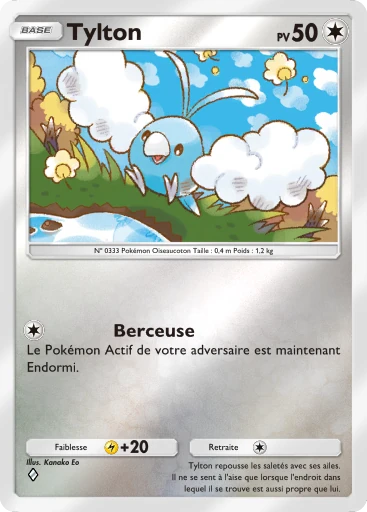 BASE
Tylton
PV 50
N° 0333 Pokémon Oiseaucoton Taille : 0,4 m Poids : 1,2 kg
Berceuse
Le Pokémon Actif de votre adversaire est maintenant
Endormi.
Faiblesse +20
Retraite
Illus. Kanako Eo
Tylton repousse les saletés avec ses ailes.
Il ne se sent à l'aise que lorsque l'endroit dans
lequel il se trouve est aussi propre que lui.